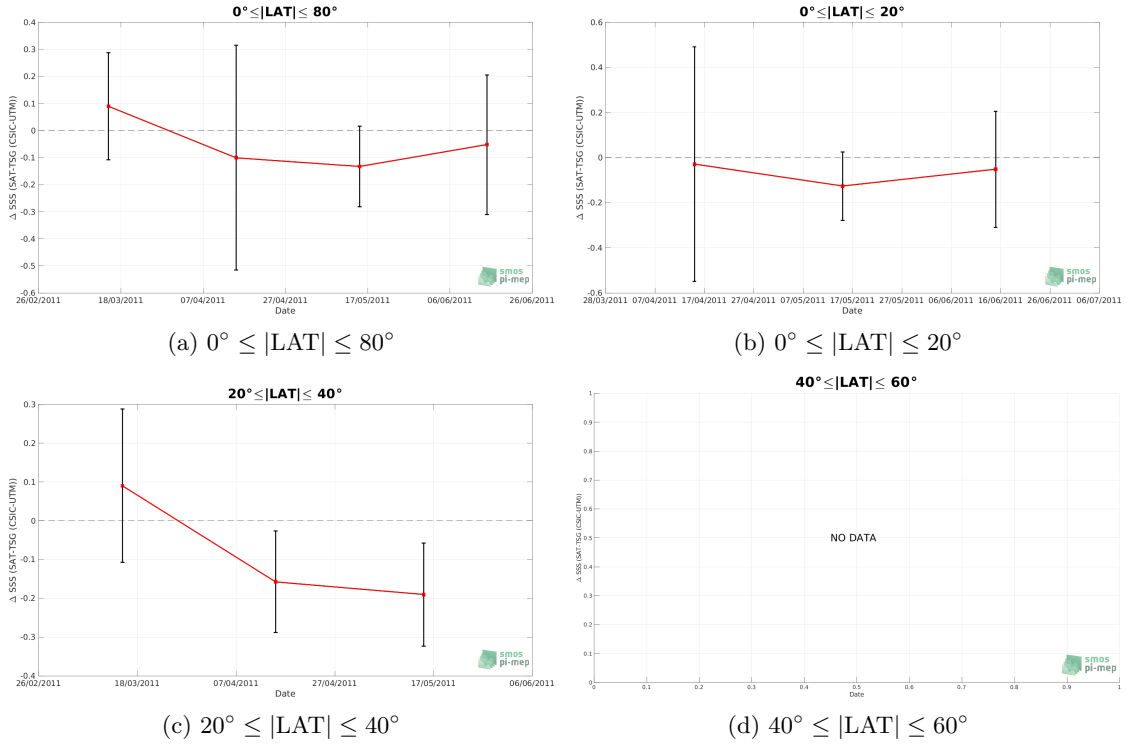 0°≤|LAT|≤ 80°
0.4
0.3
0.2
0.1
0
-0.1
-0.2
-0.3
-0.4
-0.5
-0.6
Δ SSS (SAT-TSG (CSIC-UTM))
26/02/2011 18/03/2011 07/04/2011 27/04/2011 17/05/2011 06/06/2011 26/06/2011
Date
smos
pi-mep
(a) 0° ≤ |LAT| ≤ 80°
0°≤|LAT|≤ 20°
0.6
0.4
0.2
0
-0.2
-0.4
-0.6
Δ SSS (SAT-TSG (CSIC-UTM))
28/03/2011 07/04/2011 17/04/2011 27/04/2011 07/05/2011 17/05/2011 27/05/2011 06/06/2011 16/06/2011 26/06/2011 06/07/2011
Date
smos
pi-mep
(b) 0° ≤ |LAT| ≤ 20°
20°≤|LAT|≤ 40°
0.3
0.2
0.1
0
-0.1
-0.2
-0.3
-0.4
Δ SSS (SAT-TSG (CSIC-UTM))
26/02/2011 18/03/2011 07/04/2011 27/04/2011 17/05/2011 06/06/2011
Date
smos
pi-mep
(c) 20° ≤ |LAT| ≤ 40°
40°≤|LAT|≤ 60°
1
0.9
0.8
0.7
0.6
0.5
0.4
0.3
0.2
0.1
0
Δ SSS (SAT-TSG (CSIC-UTM))
NO DATA
0 0.1 0.2 0.3 0.4 0.5 0.6 0.7 0.8 0.9 1
Date
smos
pi-mep
(d) 40° ≤ |LAT| ≤ 60°